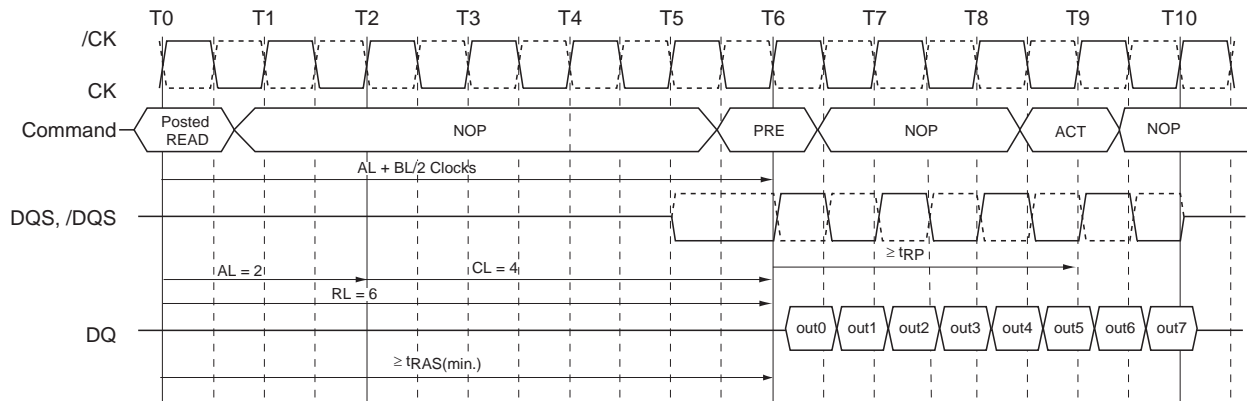 T0 T1 T2 T3 T4 T5 T6 T7 T8 T9 T10
/CK
CK
Command
Posted
READ
NOP
PRE
NOP
ACT
NOP
AL + BL/2 Clocks
DQS, /DQS
≥ tRP
AL = 2
CL = 4
RL = 6
DQ
out0 out1 out2 out3 out4 out5 out6 out7
≥ tRAS(min.)